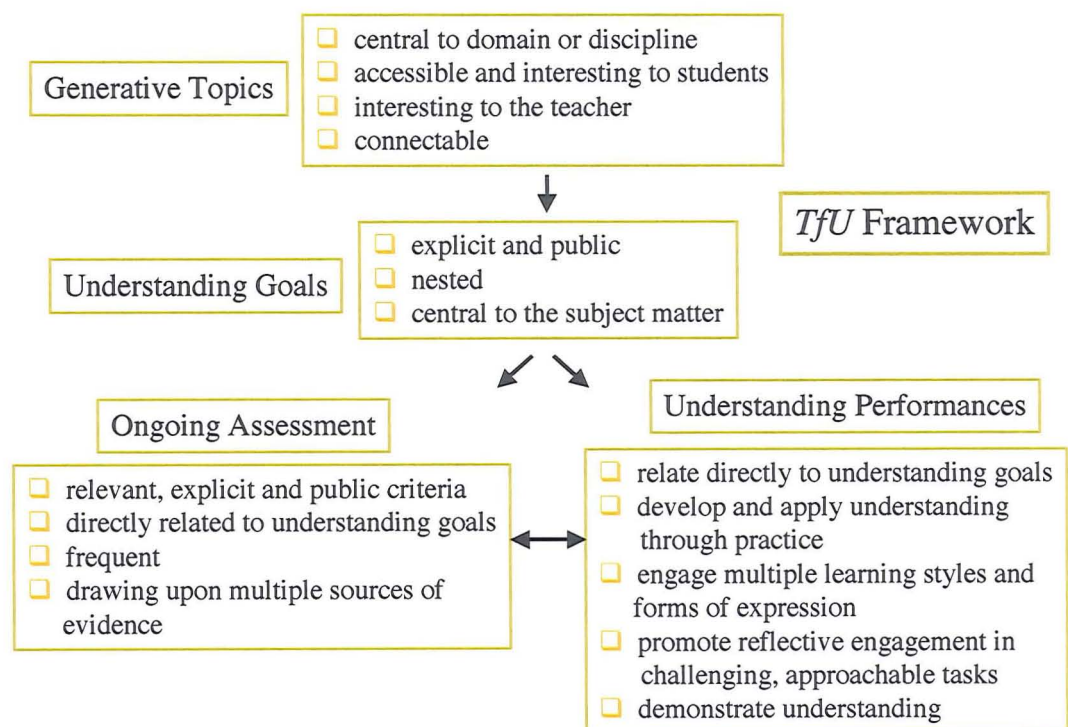 Generative Topics
central to domain or discipline
accessible and interesting to students
interesting to the teacher
connectable
TfU Framework
Understanding Goals
explicit and public
nested
central to the subject matter
Ongoing Assessment
relevant, explicit and public criteria
directly related to understanding goals
frequent
drawing upon multiple sources of
evidence
Understanding Performances
relate directly to understanding goals
develop and apply understanding
through practice
engage multiple learning styles and
forms of expression
promote reflective engagement in
challenging, approachable tasks
demonstrate understanding